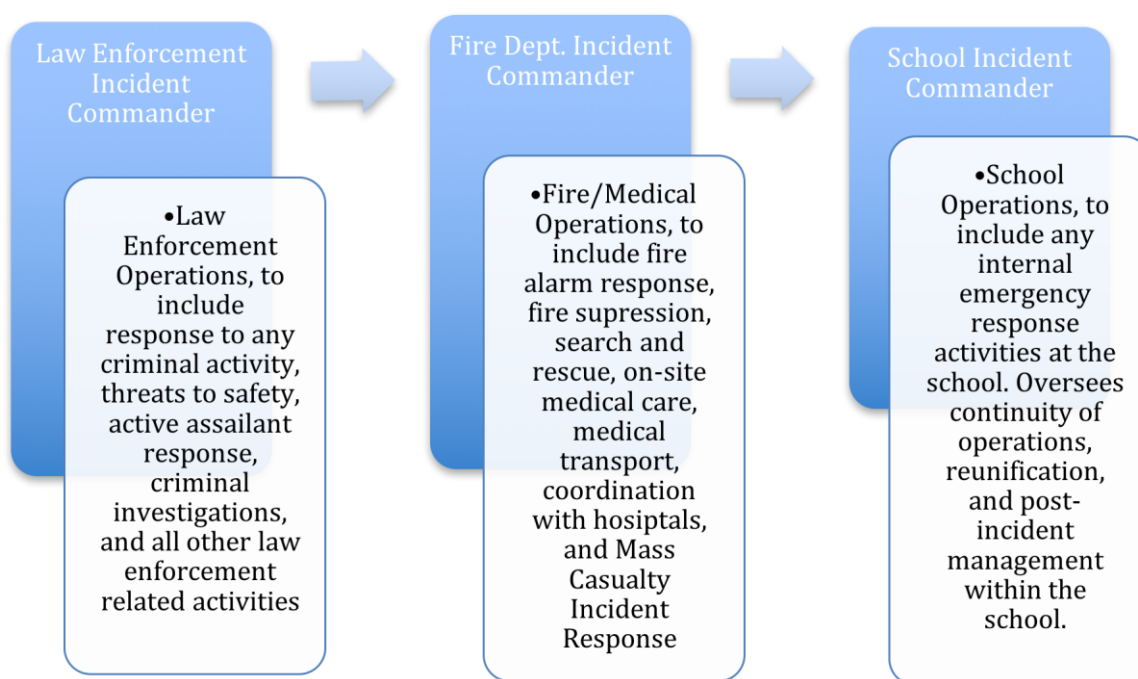 Law Enforcement
Incident
Commander
•Law
Enforcement
Operations, to
include
response to any
criminal activity,
threats to safety,
active assailant
response,
criminal
investigations,
and all other law
enforcement
related activities
Fire Dept. Incident
Commander
•Fire/Medical
Operations, to
include fire
alarm response,
fire supression,
search and
rescue, on-site
medical care,
medical
transport,
coordination
with hosiptals,
and Mass
Casualty
Incident
Response
School Incident
Commander
•School
Operations, to
include any
internal
emergency
response
activities at the
school. Oversees
continuity of
operations,
reunification,
and post-
incident
management
within the
school.